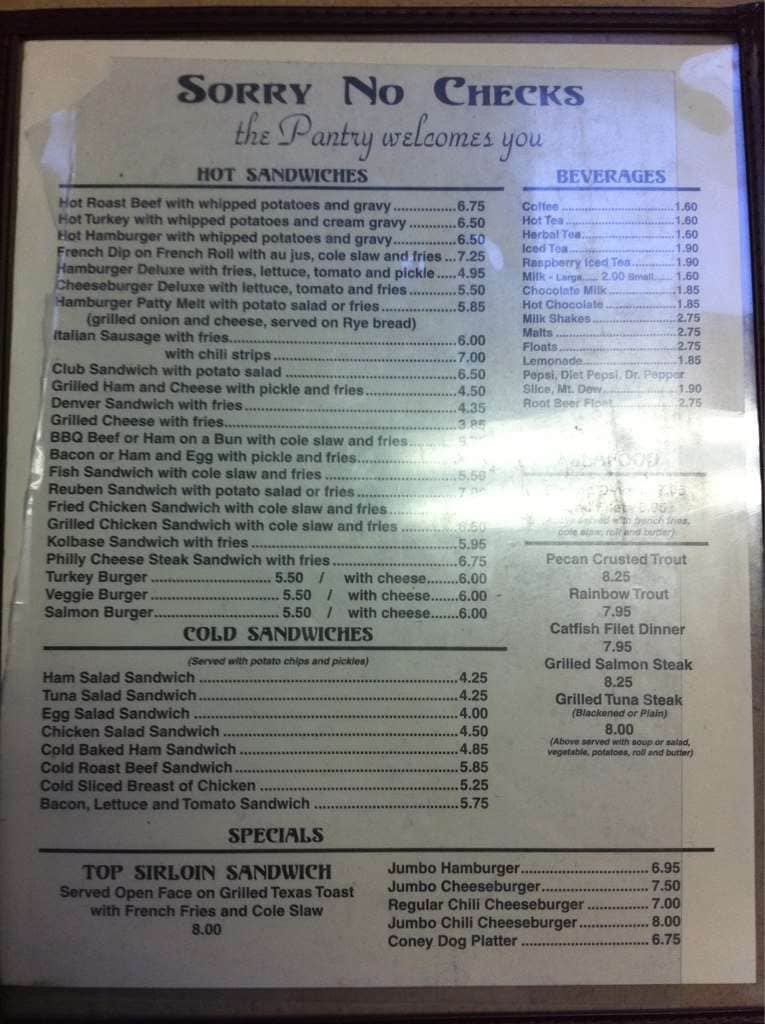 SORRY NO CHECKS
the Pantry welcomes you
HOT SANDWICHES
Hot Roast Beef with whipped potatoes and gravy ...............6.75
Hot Turkey with whipped potatoes and cream gravy ............6.50
Hot Hamburger with whipped potatoes and gravy...............6.50
French Dip on French Roll with au jus, cole slaw and fries ...7.25
Hamburger Deluxe with fries, lettuce, tomato and pickle.....4.95
Cheeseburger Deluxe with lettuce, tomato and fries............5.50
Hamburger Patty Melt with potato salad or fries..................5.85
(grilled onion and cheese, served on Rye bread)
Italian Sausage with fries.......................................................6.00
with chili strips............................................7.00
Club Sandwich with potato salad ..........................................6.50
Grilled Ham and Cheese with pickle and fries......................4.50
Denver Sandwich with fries...................................................4.35
Grilled Cheese with fries.......................................................3.85
BBQ Beef or Ham on a Bun with cole slaw and fries
Bacon or Ham and Egg with pickle and fries
Fish Sandwich with cole slaw and fries ................................5.50
Reuben Sandwich with potato salad or fries
Fried Chicken Sandwich with cole slaw and fries
Grilled Chicken Sandwich with cole slaw and fries .............6.50
Kolbase Sandwich with fries .................................................5.95
Philly Cheese Steak Sandwich with fries..............................6.75
Turkey Burger ............................ 5.50 / with cheese.......6.00
Veggie Burger ............................. 5.50 / with cheese.......6.00
Salmon Burger............................. 5.50 / with cheese.......6.00
COLD SANDWICHES
(Served with potato chips and pickles)
Ham Salad Sandwich ............................................................4.25
Tuna Salad Sandwich............................................................4.25
Egg Salad Sandwich .............................................................4.00
Chicken Salad Sandwich ......................................................4.50
Cold Baked Ham Sandwich ..................................................4.85
Cold Roast Beef Sandwich...................................................5.85
Cold Sliced Breast of Chicken ..............................................5.25
Bacon, Lettuce and Tomato Sandwich .................................5.75
BEVERAGES
Coffee ............................1.60
Hot Tea...........................1.60
Herbal Tea......................1.60
Iced Tea..........................1.90
Raspberry Iced Tea..........1.90
Milk - Large..... 2.00 Small.....1.60
Chocolate Milk................1.85
Hot Chocolate.................1.85
Milk Shakes....................2.75
Malts...............................2.75
Floats..............................2.75
Lemonade.......................1.85
Pepsi, Diet Pepsi, Dr. Pepper
Slice, Mt. Dew.................1.90
Root Beer Float...............2.75
(Above served with french fries,
cole slaw, roll and butter)
Pecan Crusted Trout
8.25
Rainbow Trout
7.95
Catfish Filet Dinner
7.95
Grilled Salmon Steak
8.25
Grilled Tuna Steak
(Blackened or Plain)
8.00
(Above served with soup or salad,
vegetable, potatoes, roll and butter)
SPECIALS
TOP SIRLOIN SANDWICH
Served Open Face on Grilled Texas Toast
with French Fries and Cole Slaw
8.00
Jumbo Hamburger............................. 6.95
Jumbo Cheeseburger........................ 7.50
Regular Chili Cheeseburger .............. 7.00
Jumbo Chili Cheeseburger................ 8.00
Coney Dog Platter ............................. 6.75